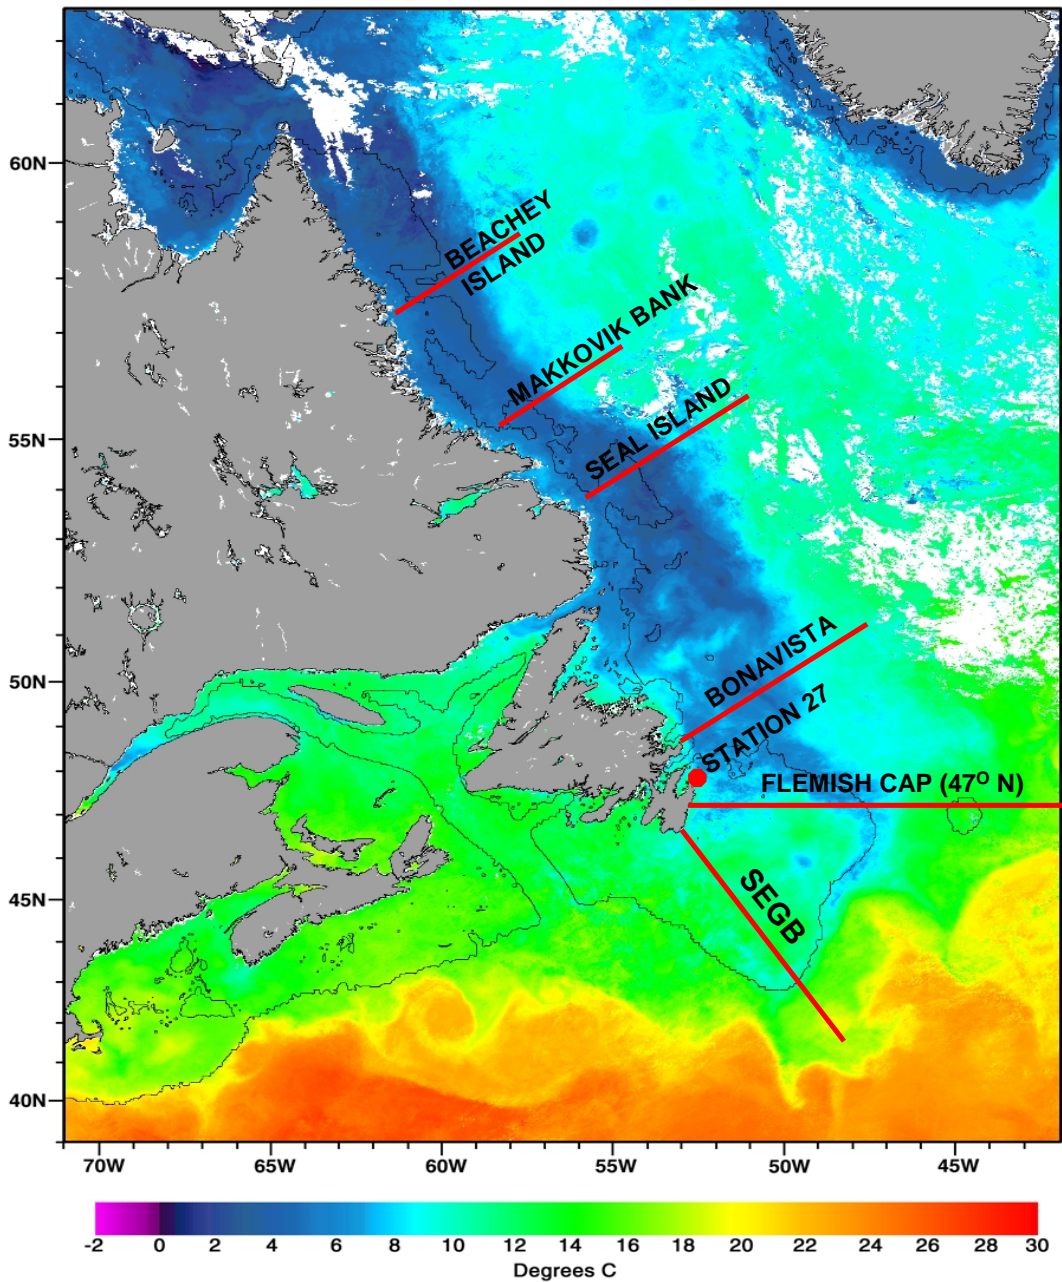 60N
BEACHEY
ISLAND
MAKKOVIK BANK
55N
SEAL ISLAND
BONAVISTA
50N
STATION 27
FLEMISH CAP (47O N)
45N
SEGB
40N
70W 65W 60W 55W 50W 45W
-2 0 2 4 6 8 10 12 14 16 18 20 22 24 26 28 30
Degrees C